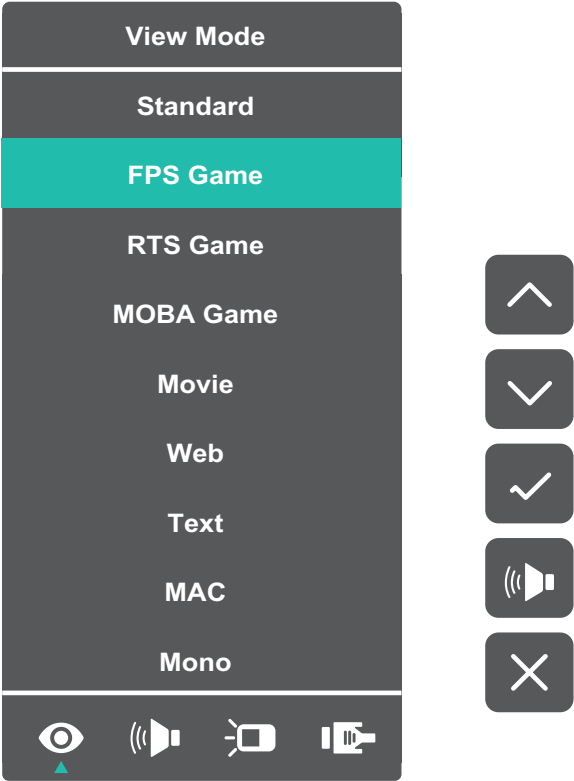 View Mode
Standard
FPS Game
RTS Game
MOBA Game
Movie
Web
Text
MAC
Mono